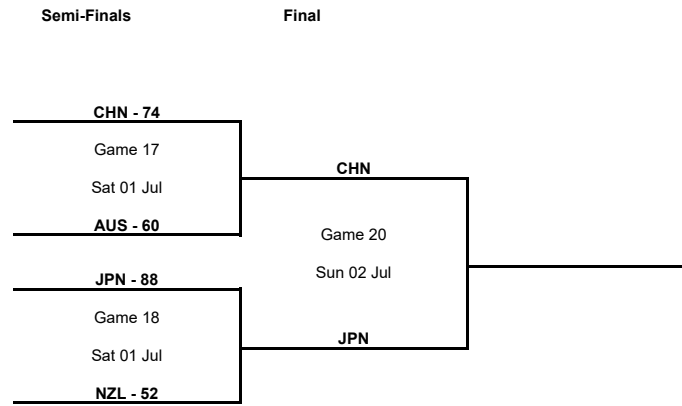 Semi-Finals
Final
CHN - 74
Game 17
Sat 01 Jul
AUS - 60
CHN
Game 20
Sun 02 Jul
JPN
JPN - 88
Game 18
Sat 01 Jul
NZL - 52